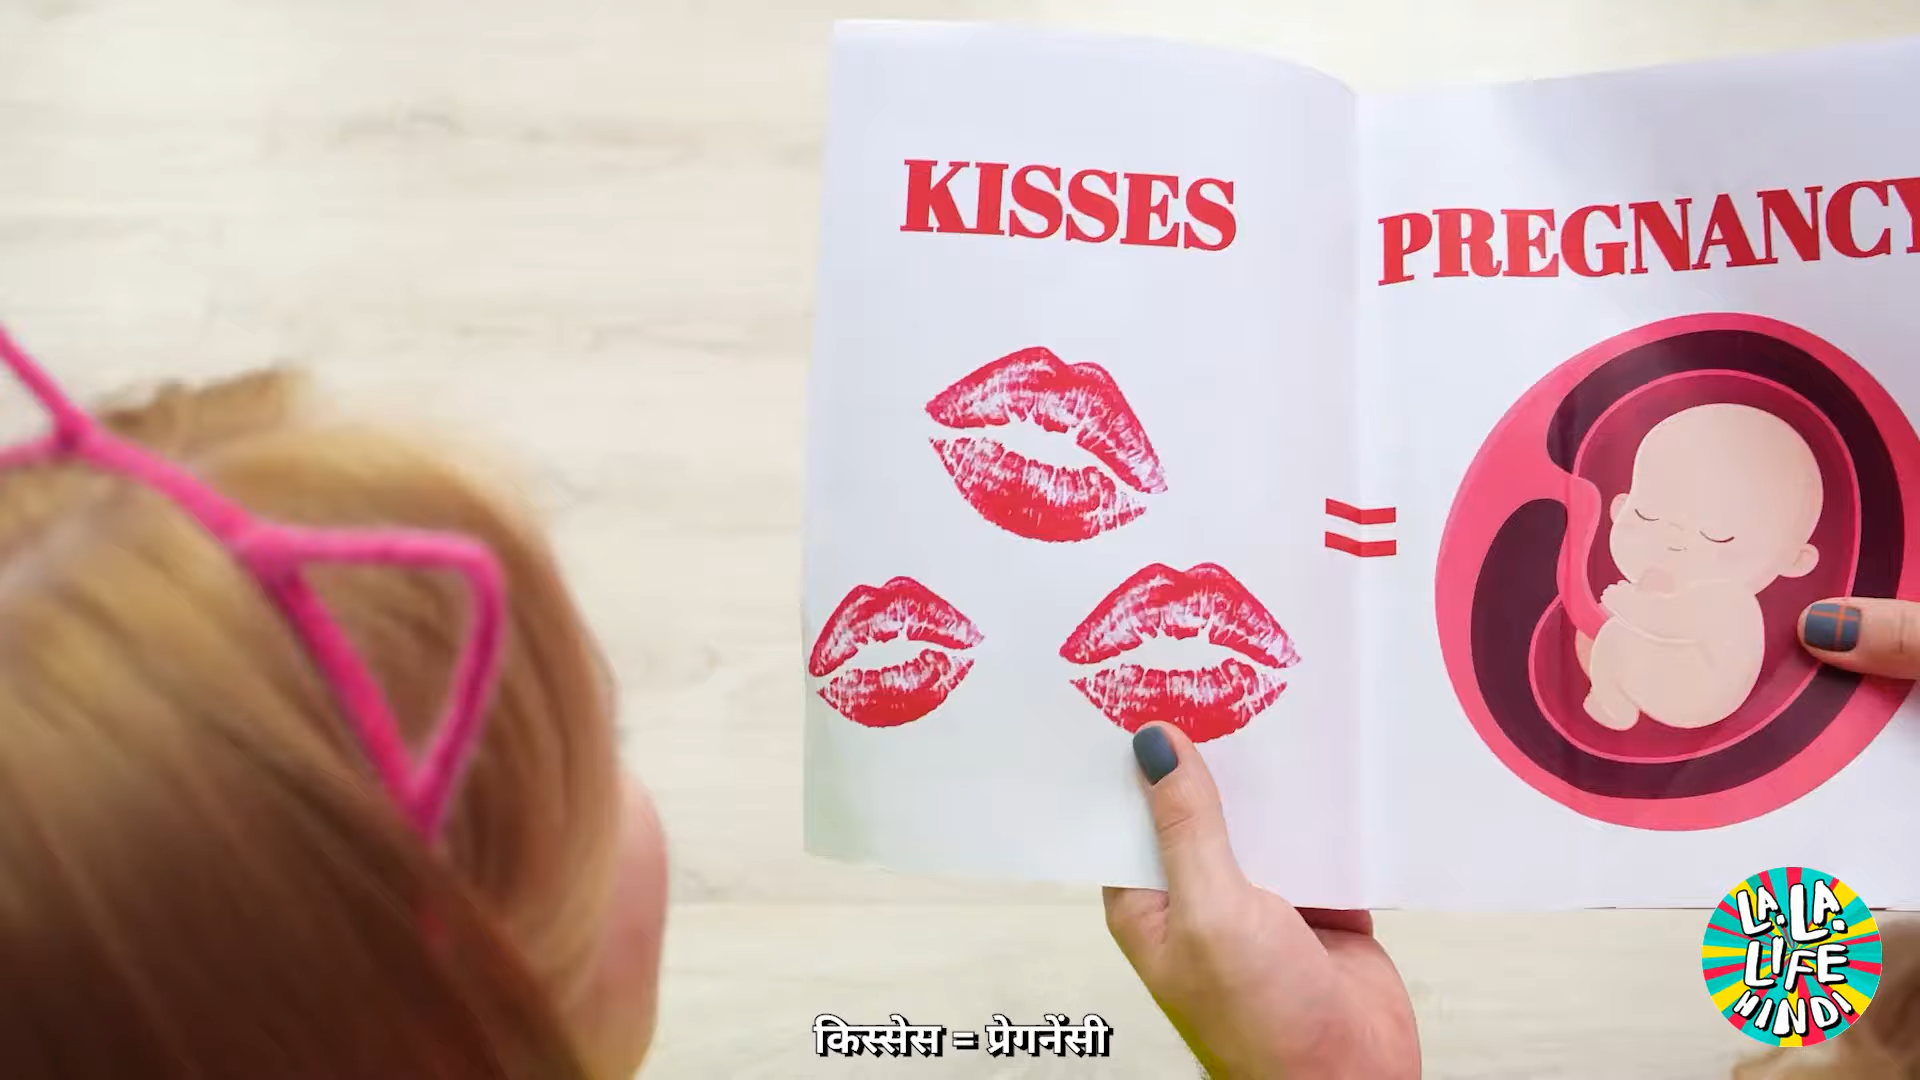 KISSES
PREGNANCY
=
LA.LA.
LIFE
HINDI
किस्सेस = प्रेगनेंसी